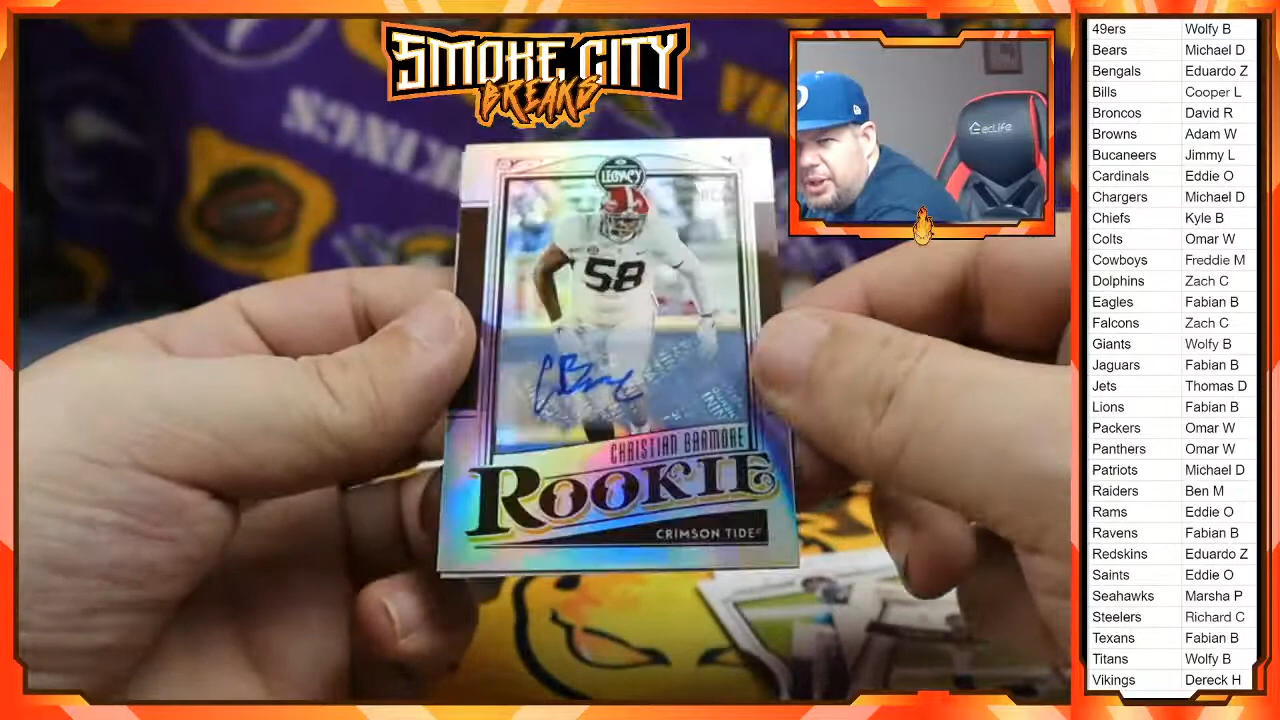 SMOKE CITY
BREAKS
LEGACY
RC
58
CHRISTIAN BARMORE
ROOKIE
CRIMSON TIDE
ecLife
49ers Wolfy B
Bears Michael D
Bengals Eduardo Z
Bills Cooper L
Broncos David R
Browns Adam W
Bucaneers Jimmy L
Cardinals Eddie O
Chargers Michael D
Chiefs Kyle B
Colts Omar W
Cowboys Freddie M
Dolphins Zach C
Eagles Fabian B
Falcons Zach C
Giants Wolfy B
Jaguars Fabian B
Jets Thomas D
Lions Fabian B
Packers Omar W
Panthers Omar W
Patriots Michael D
Raiders Ben M
Rams Eddie O
Ravens Fabian B
Redskins Eduardo Z
Saints Eddie O
Seahawks Marsha P
Steelers Richard C
Texans Fabian B
Titans Wolfy B
Vikings Dereck H